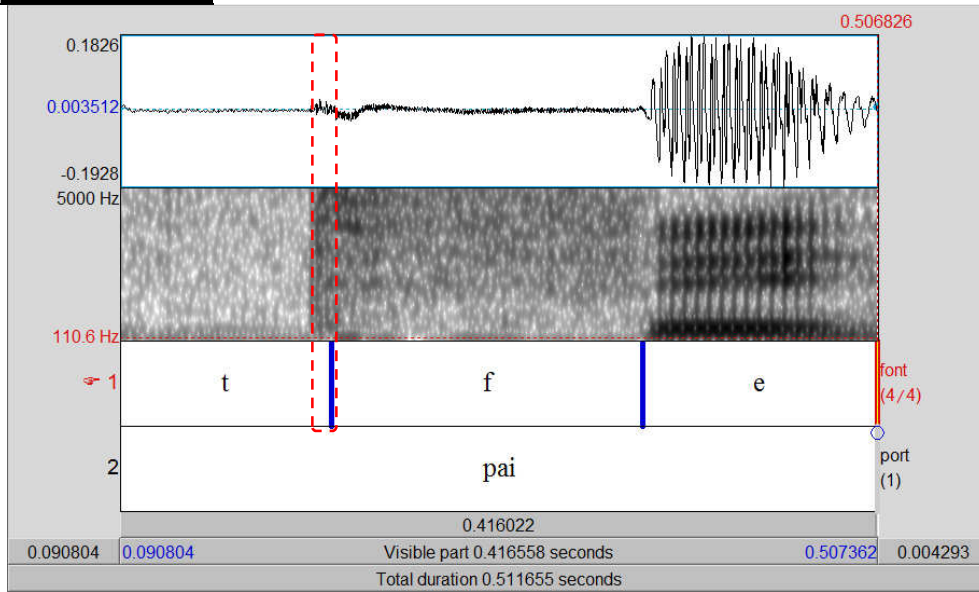 0.506826
0.1826
0.003512
-0.1928
5000 Hz
110.6 Hz
☞ 1 t f e font
(4/4)
2 pai port
(1)
0.416022
0.090804 0.090804 Visible part 0.416558 seconds 0.507362 0.004293
Total duration 0.511655 seconds